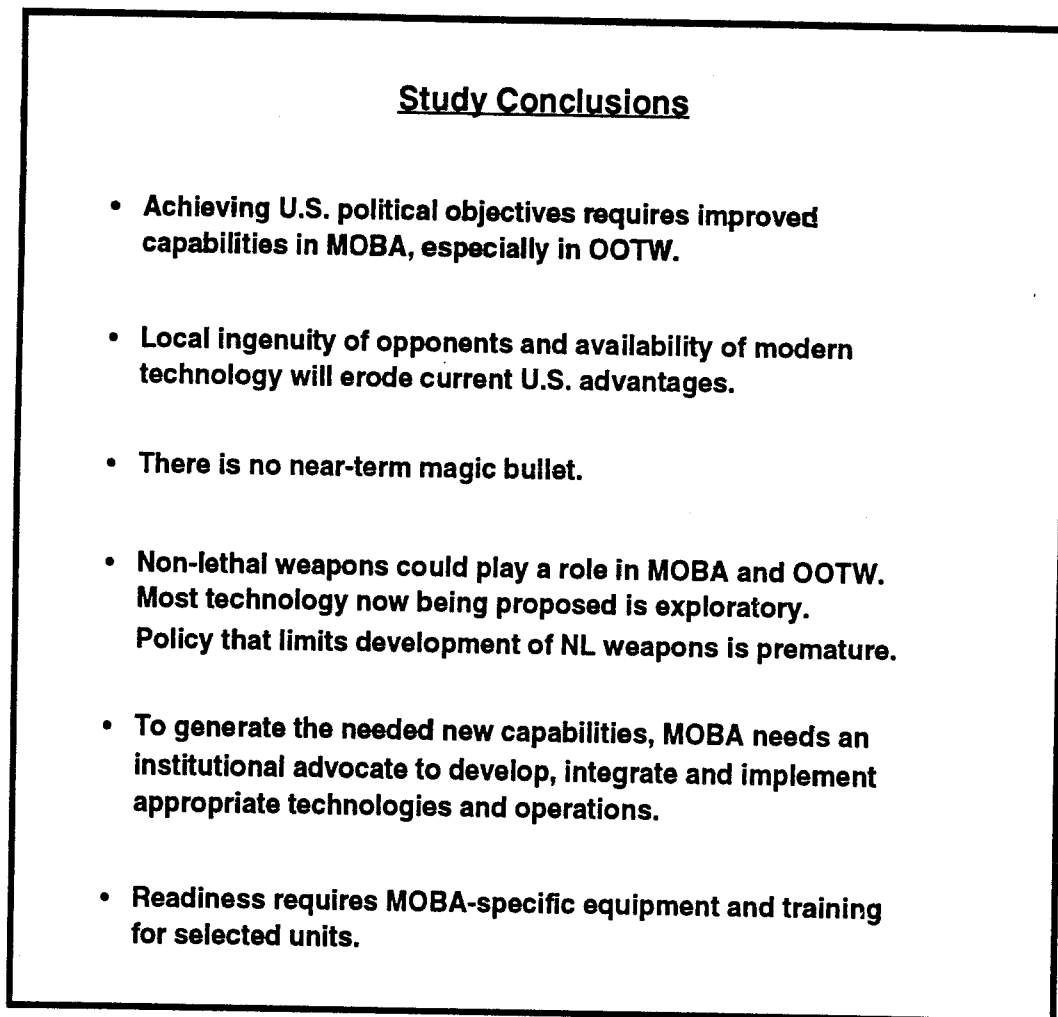 Study Conclusions
• Achieving U.S. political objectives requires improved
capabilities in MOBA, especially in OOTW.
• Local ingenuity of opponents and availability of modern
technology will erode current U.S. advantages.
• There is no near-term magic bullet.
• Non-lethal weapons could play a role in MOBA and OOTW.
Most technology now being proposed is exploratory.
Policy that limits development of NL weapons is premature.
• To generate the needed new capabilities, MOBA needs an
institutional advocate to develop, integrate and implement
appropriate technologies and operations.
• Readiness requires MOBA-specific equipment and training
for selected units.